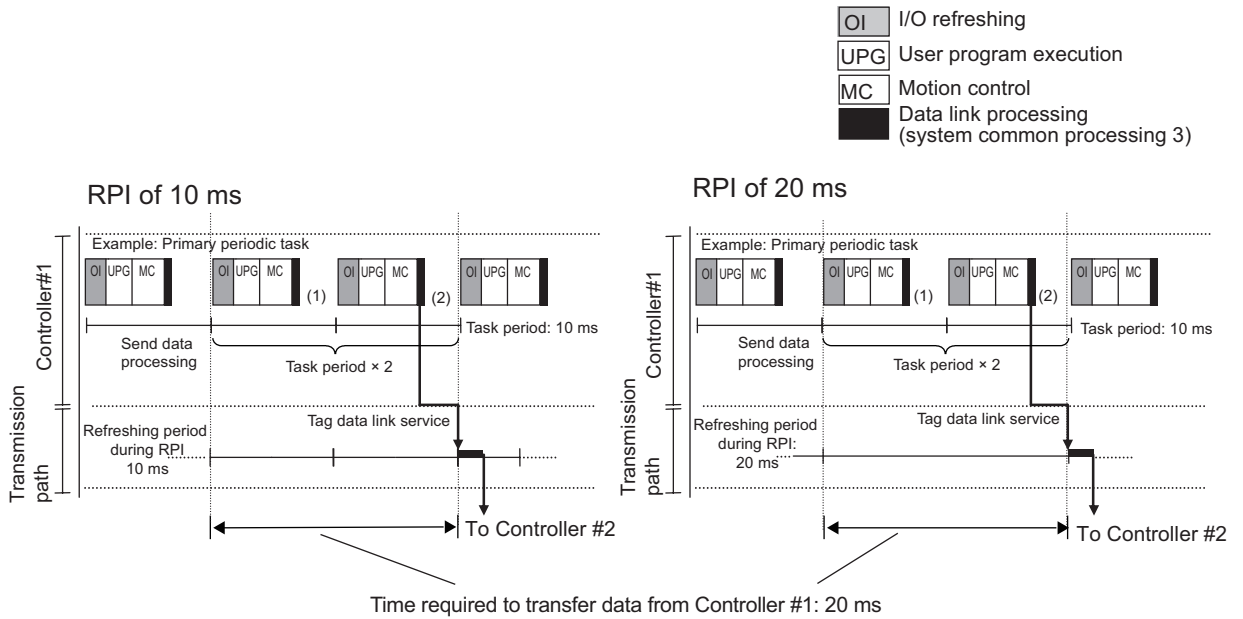 OI I/O refreshing
UPG User program execution
MC Motion control
Data link processing
(system common processing 3)
RPI of 10 ms
Controller#1
Example: Primary periodic task
OI UPG MC
OI UPG MC
(1)
OI UPG MC
(2)
OI UPG MC
Task period: 10 ms
Send data
processing
Task period × 2
Transmission
path
Tag data link service
Refreshing period
during RPI
10 ms
To Controller #2
RPI of 20 ms
Controller#1
Example: Primary periodic task
OI UPG MC
OI UPG MC
(1)
OI UPG MC
(2)
OI UPG MC
Task period: 10 ms
Send data
processing
Task period × 2
Transmission
path
Tag data link service
Refreshing period
during RPI:
20 ms
To Controller #2
Time required to transfer data from Controller #1: 20 ms